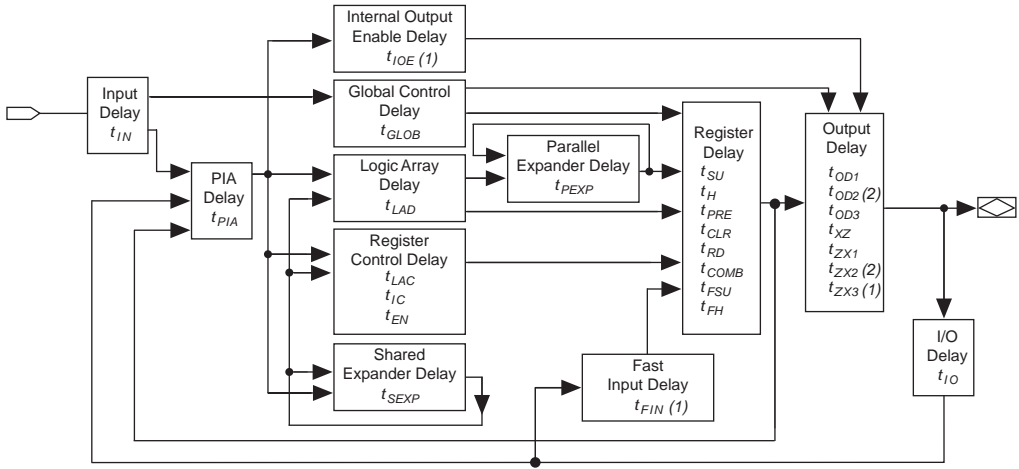 Internal Output
Enable Delay
tIOE (1)
Input
Delay
tIN
Global Control
Delay
tGLOB
PIA
Delay
tPIA
Logic Array
Delay
tLAD
Parallel
Expander Delay
tPEXP
Register
Control Delay
tLAC
tIC
tEN
Shared
Expander Delay
tSEXP
Register
Delay
tSU
tH
tPRE
tCLR
tRD
tCOMB
tFSU
tFH
Fast
Input Delay
tFIN (1)
Output
Delay
tOD1
tOD2 (2)
tOD3
tXZ
tZX1
tZX2 (2)
tZX3 (1)
I/O
Delay
tIO